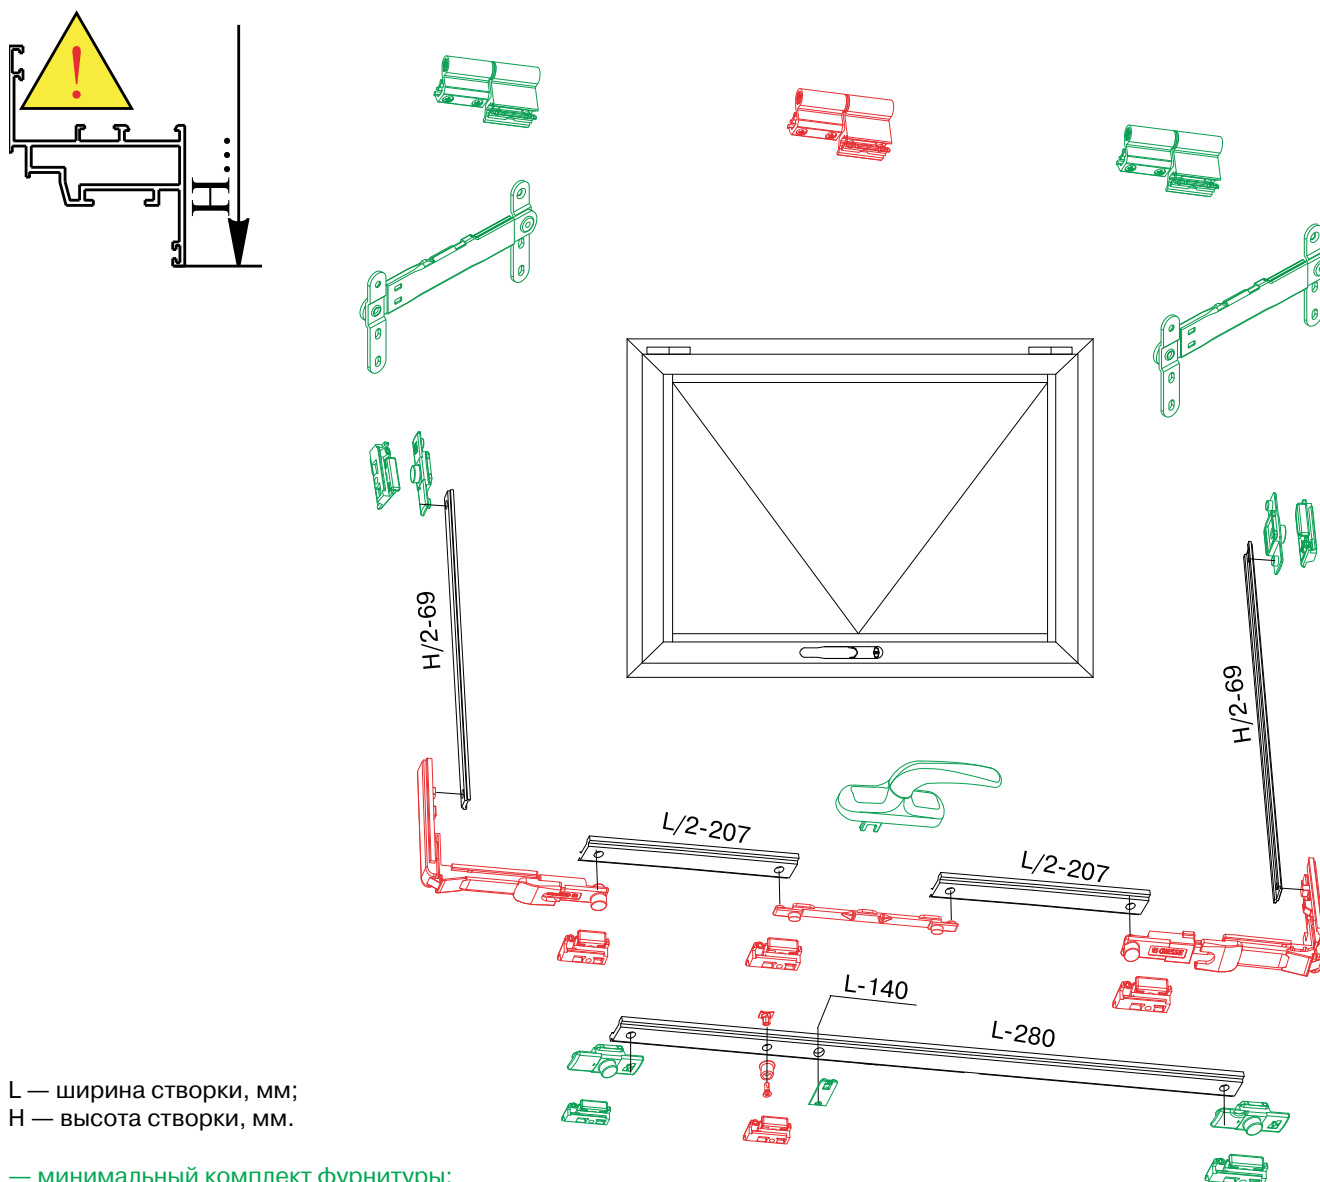 !
H...
H/2-69
H/2-69
L/2-207
L/2-207
L-140
L-280
L — ширина створки, мм;
H — высота створки, мм.
— минимальный комплект фурнитуры;